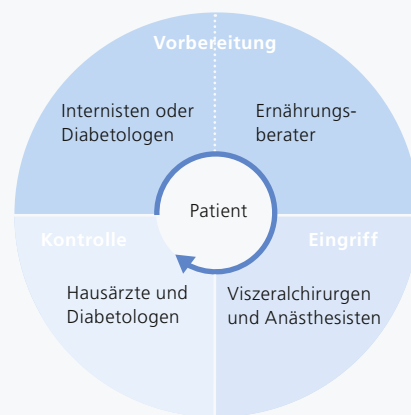 Vorbereitung
Internisten oder
Diabetologen
Ernährungs-
berater
Patient
Kontrolle
Eingriff
Hausärzte und
Diabetologen
Viszeralchirurgen
und Anästhesisten